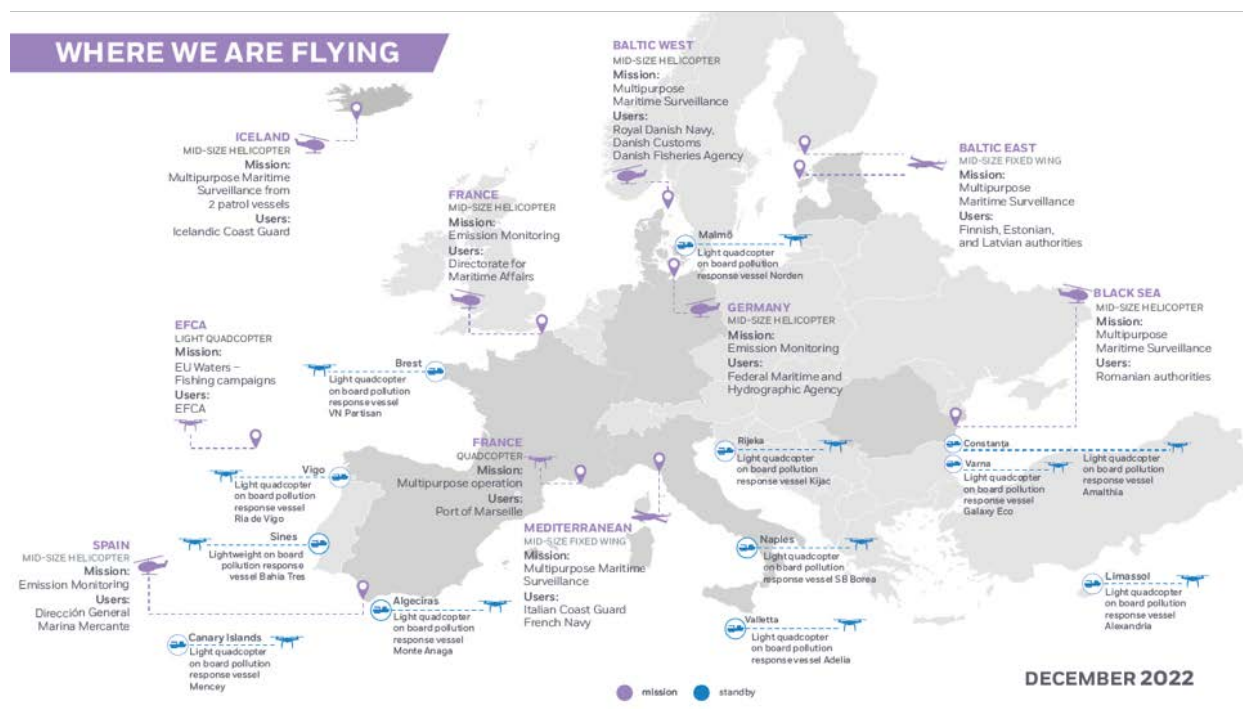 WHERE WE ARE FLYING
ICELAND
MID-SIZE HELICOPTER
Mission:
Multipurpose Maritime
Surveillance from
2 patrol vessels
Users:
Icelandic Coast Guard
BALTIC WEST
MID-SIZE HELICOPTER
Mission:
Multipurpose
Maritime Surveillance
Users:
Royal Danish Navy,
Danish Customs
Danish Fisheries Agency
BALTIC EAST
MID-SIZE FIXED WING
Mission:
Multipurpose
Maritime Surveillance
Users:
Finnish, Estonian,
and Latvian authorities
FRANCE
MID-SIZE HELICOPTER
Mission:
Emission Monitoring
Users:
Directorate for
Maritime Affairs
Malmö
Light quadcopter
on board pollution
response vessel Norden
GERMANY
MID-SIZE HELICOPTER
Mission:
Emission Monitoring
Users:
Federal Maritime and
Hydrographic Agency
BLACK SEA
MID-SIZE HELICOPTER
Mission:
Multipurpose
Maritime Surveillance
Users:
Romanian authorities
EFCA
LIGHT QUADCOPTER
Mission:
EU Waters –
Fishing campaigns
Users:
EFCA
Brest
Light quadcopter
on board pollution
response vessel
VN Partisan
FRANCE
QUADCOPTER
Mission:
Multipurpose operation
Users:
Port of Marseille
Rijeka
Light quadcopter
on board pollution
response vessel Kijac
Constanța
Light quadcopter
on board pollution
response vessel
Amalthia
Varna
Light quadcopter
on board pollution
response vessel
Galaxy Eco
Vigo
Light quadcopter
on board pollution
response vessel
Ria de Vigo
Sines
Lightweight on board
pollution response
vessel Bahia Tres
SPAIN
MID-SIZE HELICOPTER
Mission:
Emission Monitoring
Users:
Dirección General
Marina Mercante
MEDITERRANEAN
MID-SIZE FIXED WING
Mission:
Multipurpose Maritime
Surveillance
Users:
Italian Coast Guard
French Navy
Naples
Light quadcopter
on board pollution
response vessel SB Borea
Limassol
Light quadcopter
on board pollution
response vessel
Alexandria
Algeciras
Light quadcopter
on board pollution
response vessel
Monte Anaga
Valletta
Light quadcopter
on board pollution
response vessel Adelia
Canary Islands
Light quadcopter
on board pollution
response vessel
Mencey
DECEMBER 2022
mission
standby